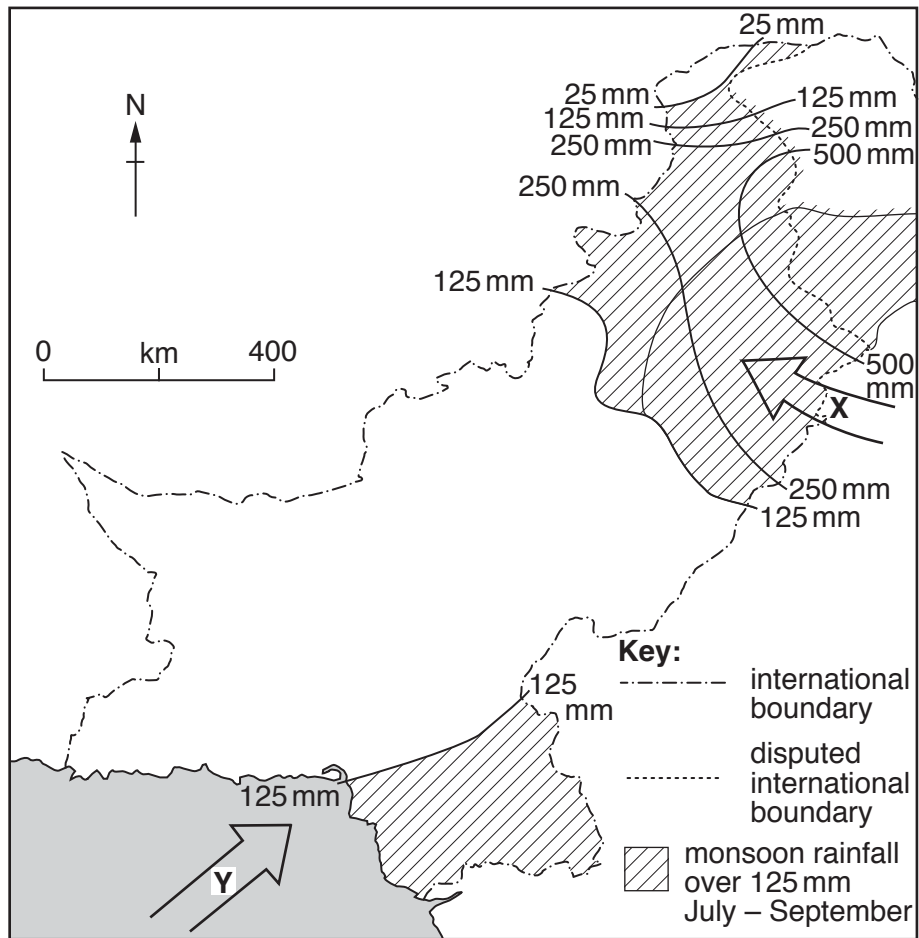 25 mm
N
25 mm
125 mm
125 mm
250 mm
250 mm
500 mm
250 mm
125 mm
0 km 400
500
mm
X
250 mm
125 mm
Key:
125
mm
international
boundary
disputed
international
boundary
125 mm
monsoon rainfall
over 125 mm
July – September
Y